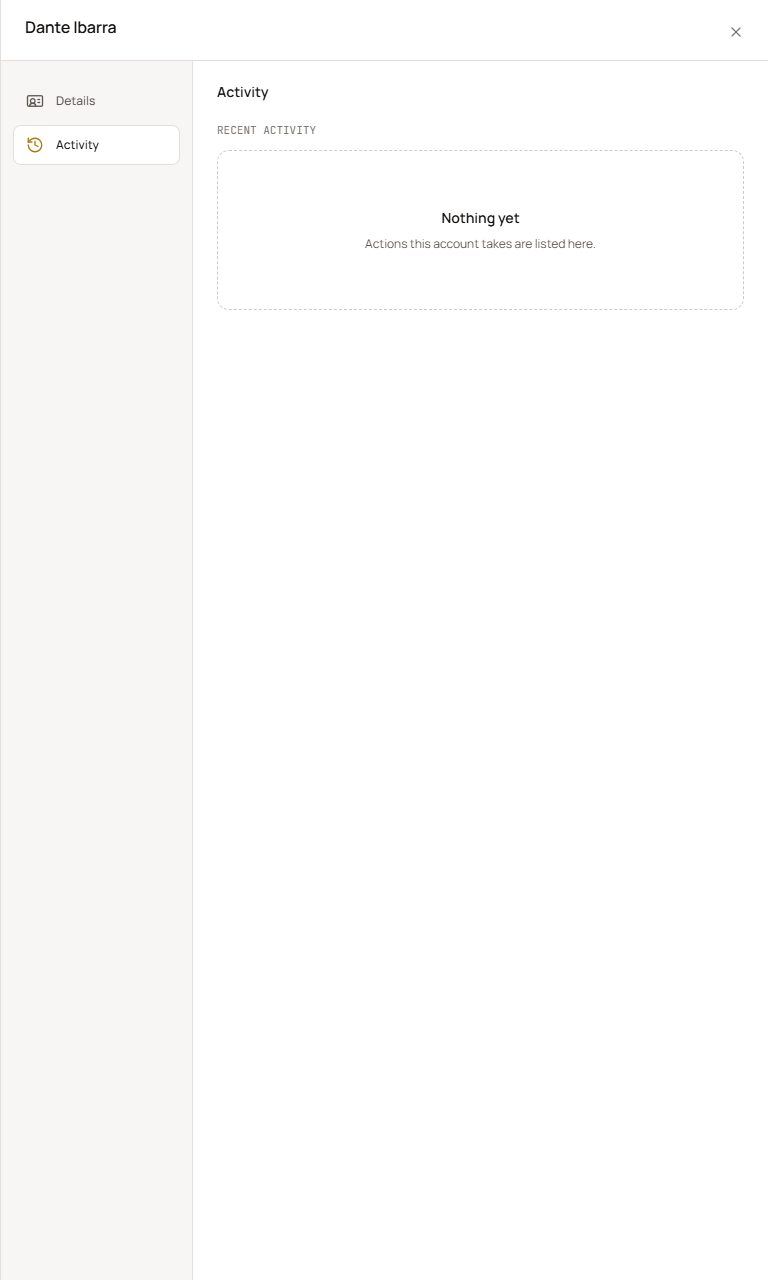 Dante Ibarra
Details
Activity
Activity
RECENT ACTIVITY
Nothing yet
Actions this account takes are listed here.